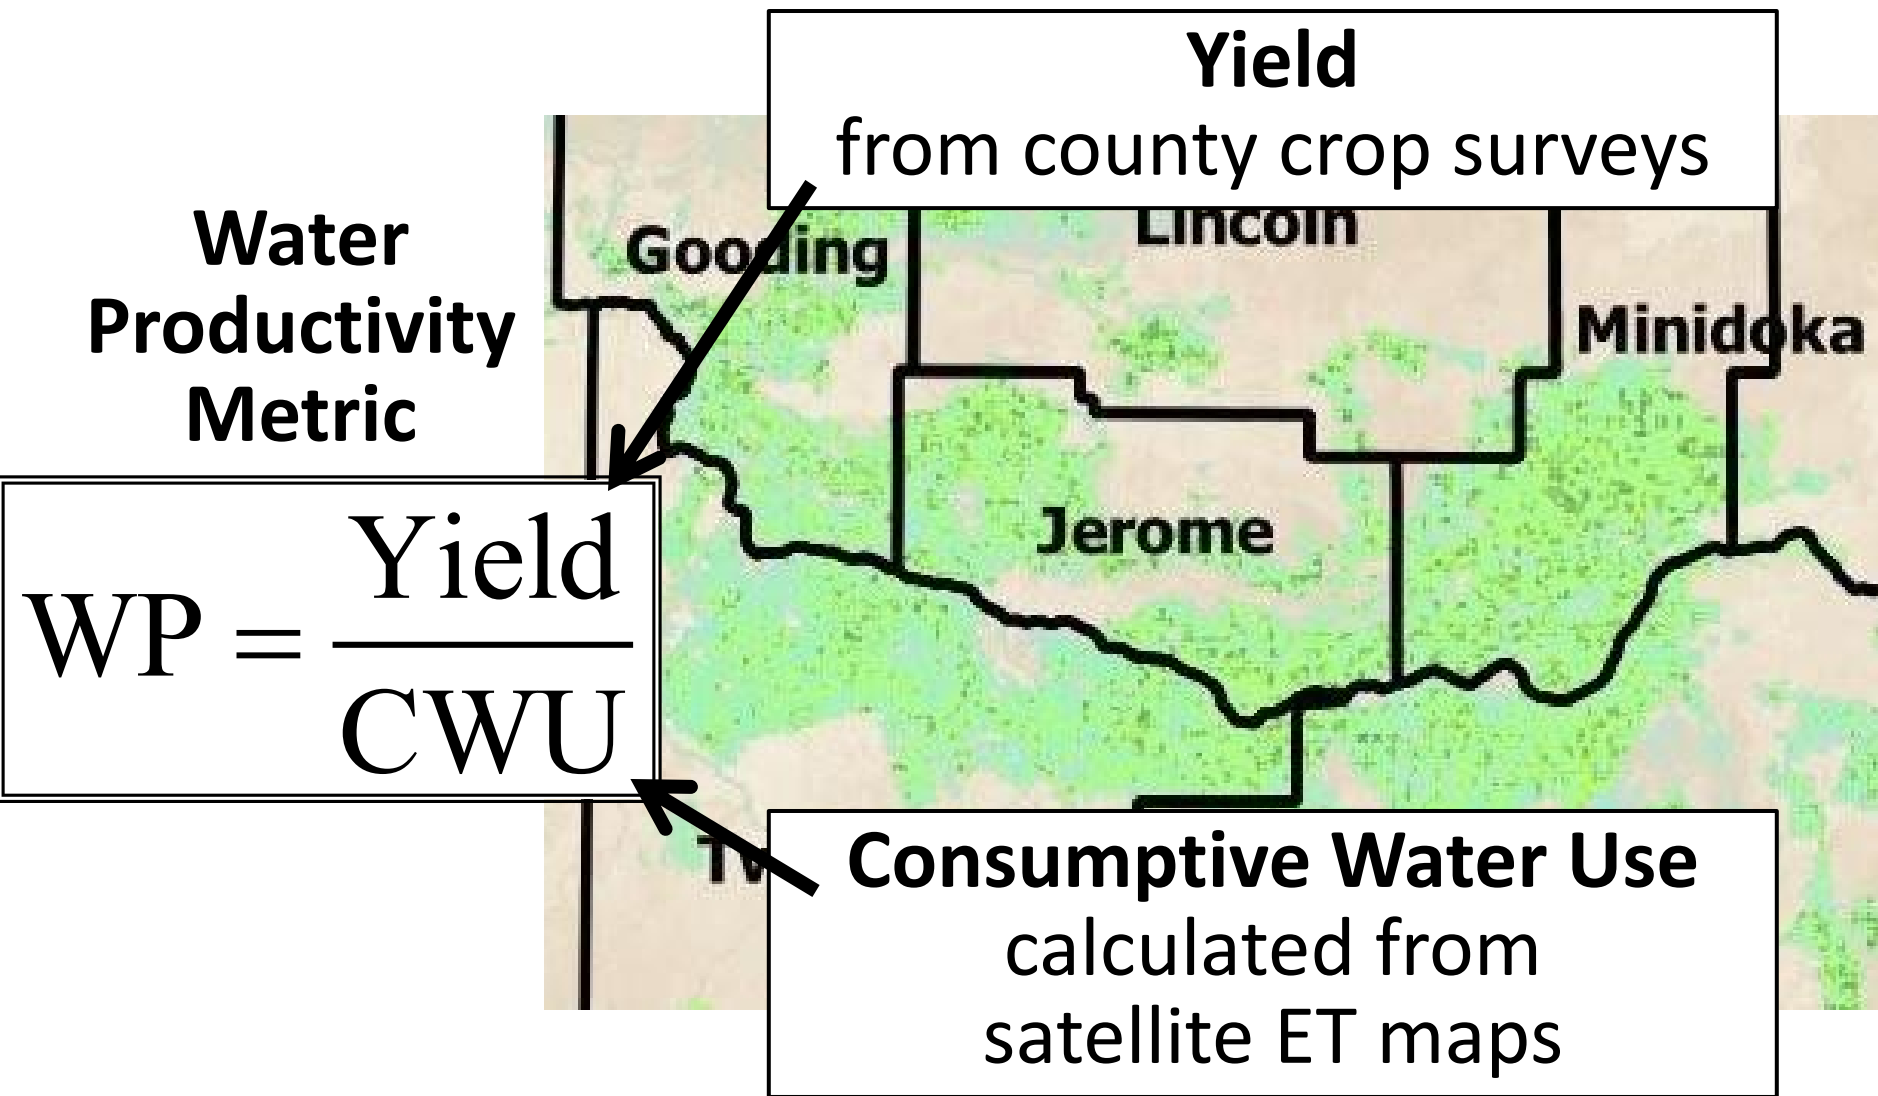 Yield
from county crop surveys
Water
Productivity
Metric
Gooding
Lincoln
Minidoka
Jerome
WP = Yield
CWU
Consumptive Water Use
calculated from
satellite ET maps